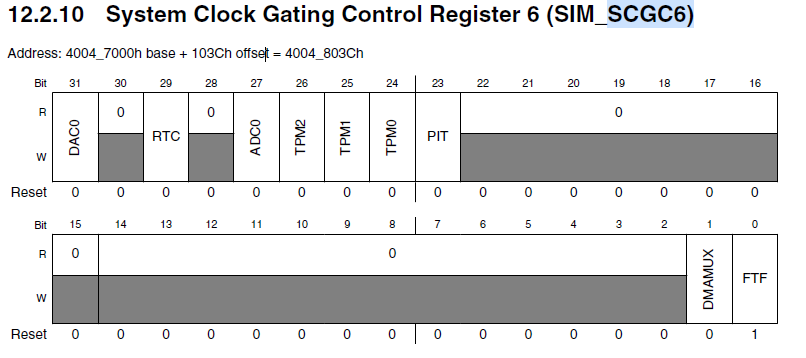 12.2.10 System Clock Gating Control Register 6 (SIM_SCGC6)
Address: 4004_7000h base + 103Ch offset = 4004_803Ch
Bit 31 30 29 28 27 26 25 24 23 22 21 20 19 18 17 16
R DAC0 0 RTC 0 ADC0 TPM2 TPM1 TPM0 PIT 0
W
Reset 0 0 0 0 0 0 0 0 0 0 0 0 0 0 0 0
Bit 15 14 13 12 11 10 9 8 7 6 5 4 3 2 1 0
R 0 0 DMAMUX FTF
W
Reset 0 0 0 0 0 0 0 0 0 0 0 0 0 0 0 1